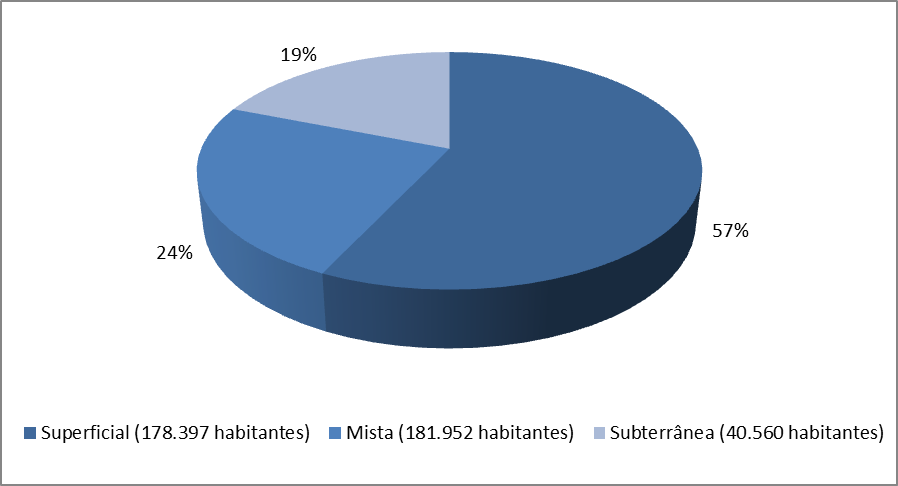 19%
57%
24%
Superficial (178.397 habitantes) Mista (181.952 habitantes) Subterrânea (40.560 habitantes)